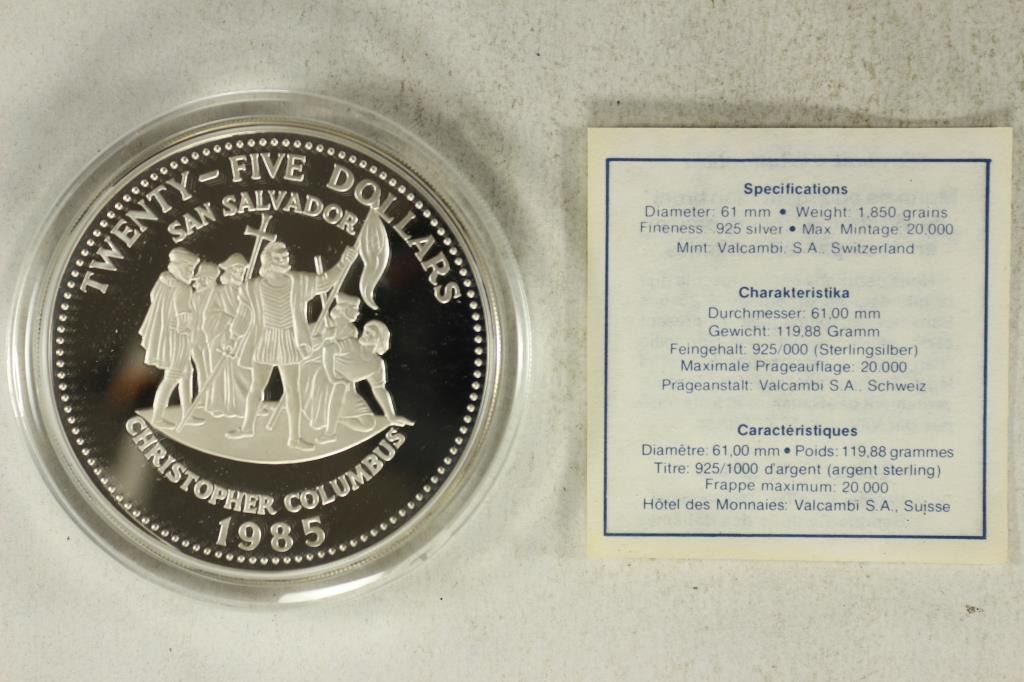 TWENTY-FIVE DOLLARS
SAN SALVADOR
CHRISTOPHER COLUMBUS
1985
Specifications
Diameter: 61 mm • Weight: 1,850 grains
Fineness .925 silver • Max. Mintage: 20.000
Mint: Valcambi, S.A., Switzerland
Charakteristika
Durchmesser: 61,00 mm
Gewicht: 119,88 Gramm
Feingehalt: 925/000 (Sterlingsilber)
Maximale Prägeauflage: 20.000
Prägeanstalt: Valcambi S.A., Schweiz
Caractéristiques
Diamètre: 61,00 mm • Poids: 119,88 grammes
Titre: 925/1000 d'argent (argent sterling)
Frappe maximum: 20.000
Hôtel des Monnaies: Valcambi S.A., Suisse